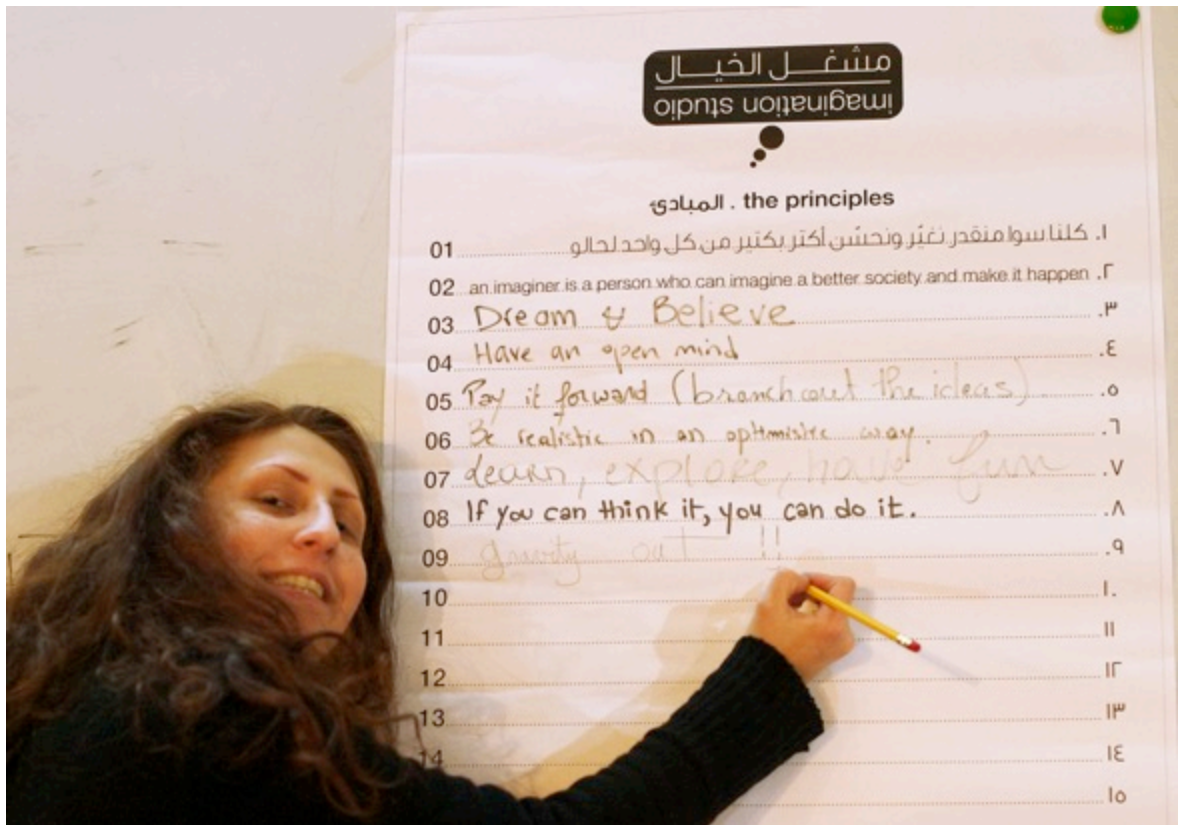 مشغل الخيال
imagination studio
المبادئ . the principles
01 كلنا سوا منقدر نغيّر ونحسّن أكتر بكتير من كل واحد لحالو .١
02 an imaginer is a person who can imagine a better society and make it happen .٢
03 Dream & Believe .٣
04 Have an open mind .٤
05 Pay it forward (branch out the ideas) .٥
06 Be realistic in an optimistic way. .٦
07 Learn, explore, have fun .٧
08 If you can think it, you can do it. .٨
09 gravity out !! .٩
10 .١٠
11 ١١
12 ١٢
13 ١٣
14 ١٤
١٥